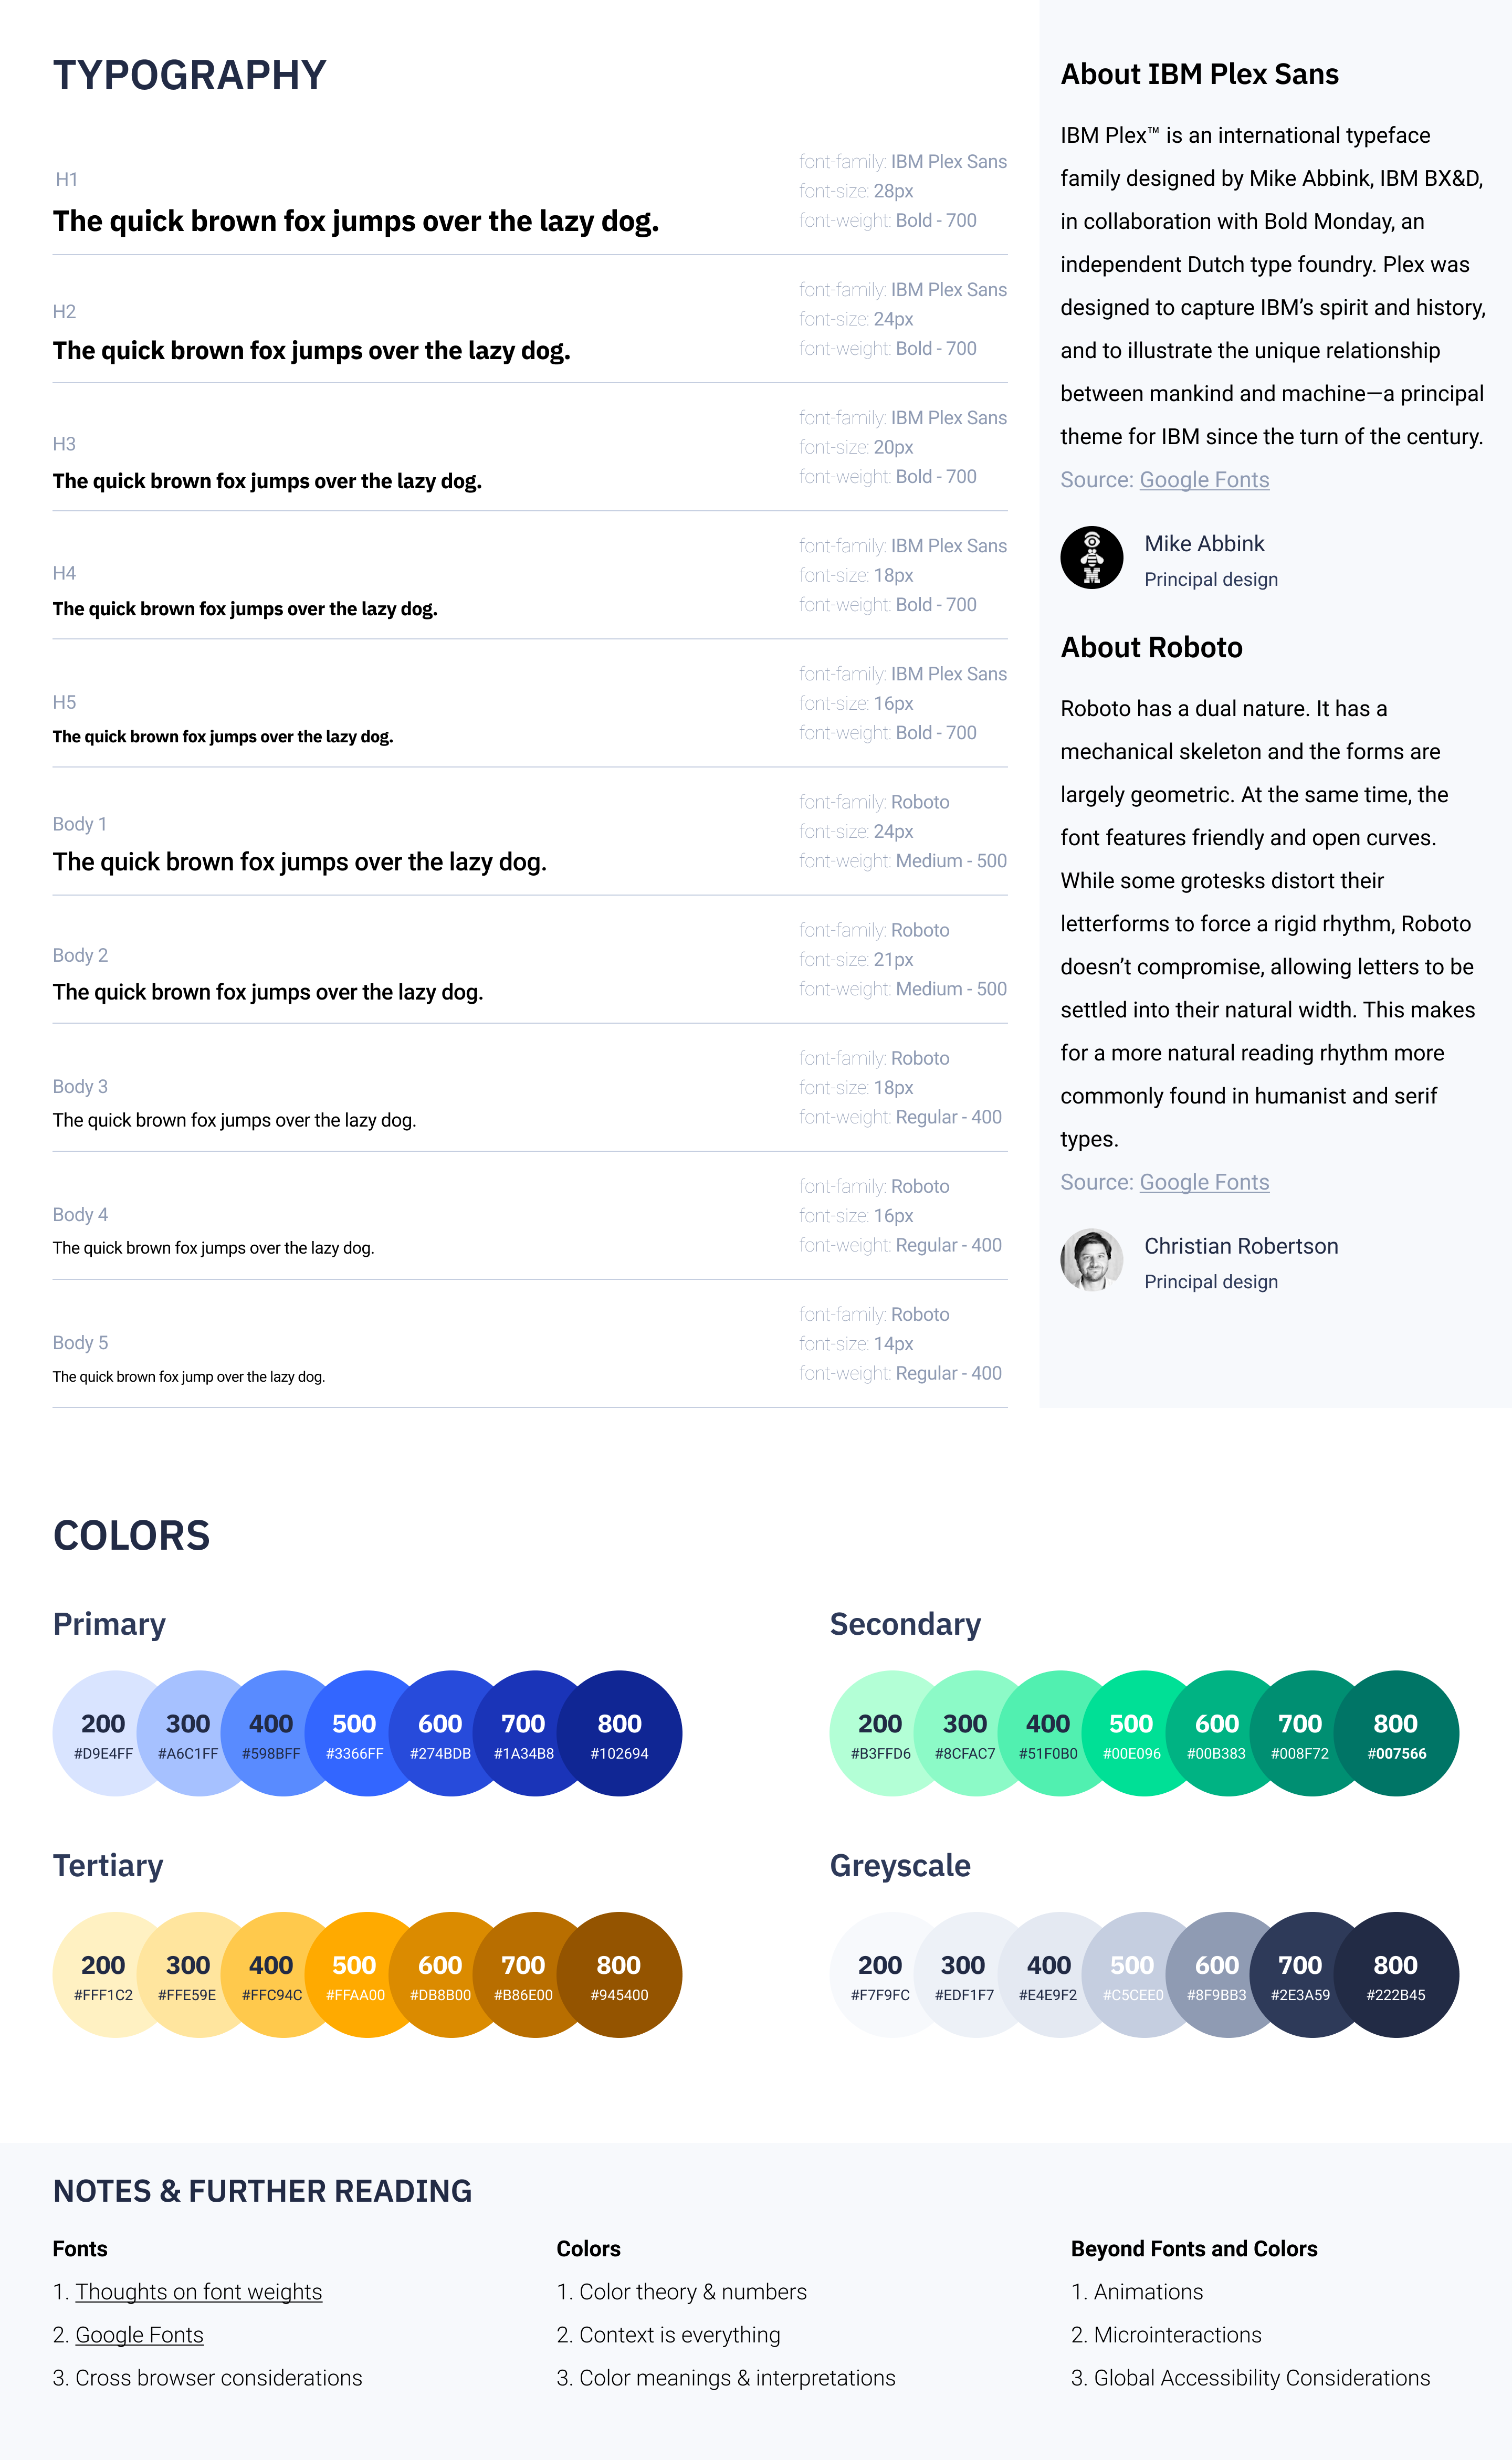 TYPOGRAPHY
H1
The quick brown fox jumps over the lazy dog.
font-family: IBM Plex Sans
font-size: 28px
font-weight: Bold - 700
H2
The quick brown fox jumps over the lazy dog.
font-family: IBM Plex Sans
font-size: 24px
font-weight: Bold - 700
H3
The quick brown fox jumps over the lazy dog.
font-family: IBM Plex Sans
font-size: 20px
font-weight: Bold - 700
H4
The quick brown fox jumps over the lazy dog.
font-family: IBM Plex Sans
font-size: 18px
font-weight: Bold - 700
H5
The quick brown fox jumps over the lazy dog.
font-family: IBM Plex Sans
font-size: 16px
font-weight: Bold - 700
Body 1
The quick brown fox jumps over the lazy dog.
font-family: Roboto
font-size: 24px
font-weight: Medium - 500
Body 2
The quick brown fox jumps over the lazy dog.
font-family: Roboto
font-size: 21px
font-weight: Medium - 500
Body 3
The quick brown fox jumps over the lazy dog.
font-family: Roboto
font-size: 18px
font-weight: Regular - 400
Body 4
The quick brown fox jumps over the lazy dog.
font-family: Roboto
font-size: 16px
font-weight: Regular - 400
Body 5
The quick brown fox jump over the lazy dog.
font-family: Roboto
font-size: 14px
font-weight: Regular - 400
About IBM Plex Sans
IBM Plex™ is an international typeface
family designed by Mike Abbink, IBM BX&D,
in collaboration with Bold Monday, an
independent Dutch type foundry. Plex was
designed to capture IBM’s spirit and history,
and to illustrate the unique relationship
between mankind and machine—a principal
theme for IBM since the turn of the century.
Source: Google Fonts
M
Mike Abbink
Principal design
About Roboto
Roboto has a dual nature. It has a
mechanical skeleton and the forms are
largely geometric. At the same time, the
font features friendly and open curves.
While some grotesks distort their
letterforms to force a rigid rhythm, Roboto
doesn’t compromise, allowing letters to be
settled into their natural width. This makes
for a more natural reading rhythm more
commonly found in humanist and serif
types.
Source: Google Fonts
Christian Robertson
Principal design
COLORS
Primary
200 300 400 500 600 700 800
#D9E4FF #A6C1FF #598BFF #3366FF #274BDB #1A34B8 #102694
Secondary
200 300 400 500 600 700 800
#B3FFD6 #8CFAC7 #51F0B0 #00E096 #00B383 #008F72 #007566
Tertiary
200 300 400 500 600 700 800
#FFF1C2 #FFE59E #FFC94C #FFAA00 #DB8B00 #B86E00 #945400
Greyscale
200 300 400 500 600 700 800
#F7F9FC #EDF1F7 #E4E9F2 #C5CEE0 #8F9BB3 #2E3A59 #222B45
NOTES & FURTHER READING
Fonts
1. Thoughts on font weights
2. Google Fonts
3. Cross browser considerations
Colors
1. Color theory & numbers
2. Context is everything
3. Color meanings & interpretations
Beyond Fonts and Colors
1. Animations
2. Microinteractions
3. Global Accessibility Considerations